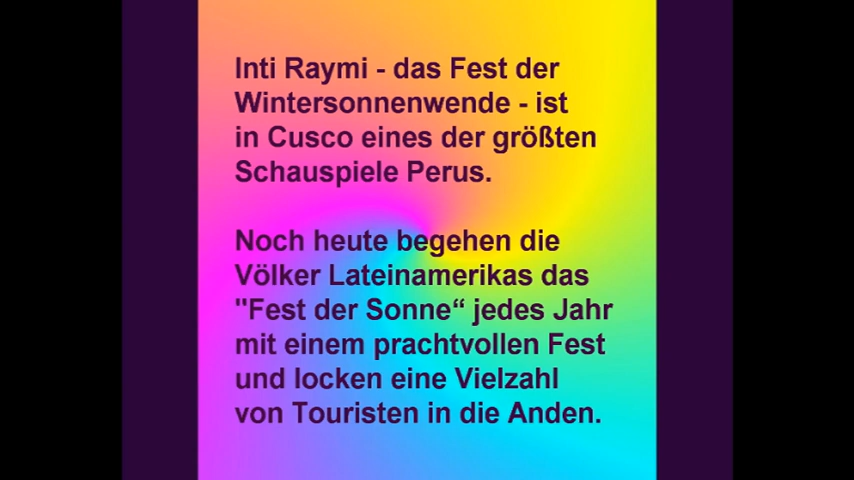 Inti Raymi - das Fest der
Wintersonnenwende - ist
in Cusco eines der größten
Schauspiele Perus.
Noch heute begehen die
Völker Lateinamerikas das
"Fest der Sonne“ jedes Jahr
mit einem prachtvollen Fest
und locken eine Vielzahl
von Touristen in die Anden.